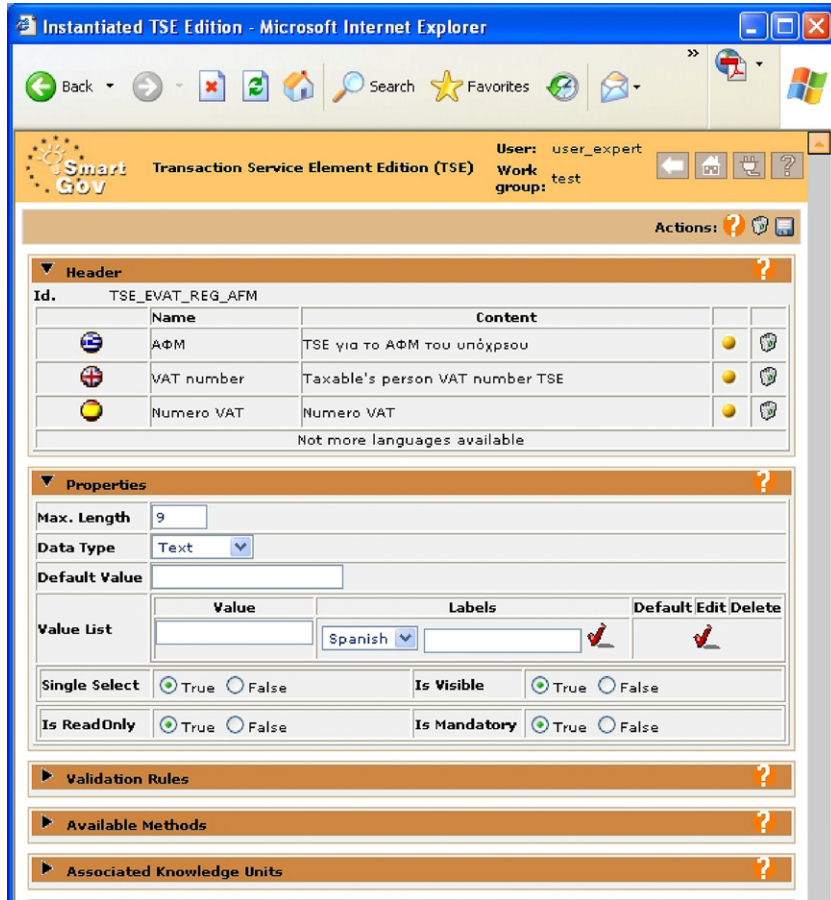 Instantiated TSE Edition - Microsoft Internet Explorer
Back Search Favorites »
Smart Gov Transaction Service Element Edition (TSE) User: user_expert Work group: test
Actions:
Header
Id. TSE_EVAT_REG_AFM
Name Content
ΑΦΜ TSE για το ΑΦΜ του υπόχρεου
VAT number Taxable's person VAT number TSE
Numero VAT Numero VAT
Not more languages available
Properties
Max. Length 9
Data Type Text
Default Value
Value Labels Default Edit Delete
Value List Spanish
Single Select True False Is Visible True False
Is ReadOnly True False Is Mandatory True False
Validation Rules
Available Methods
Associated Knowledge Units